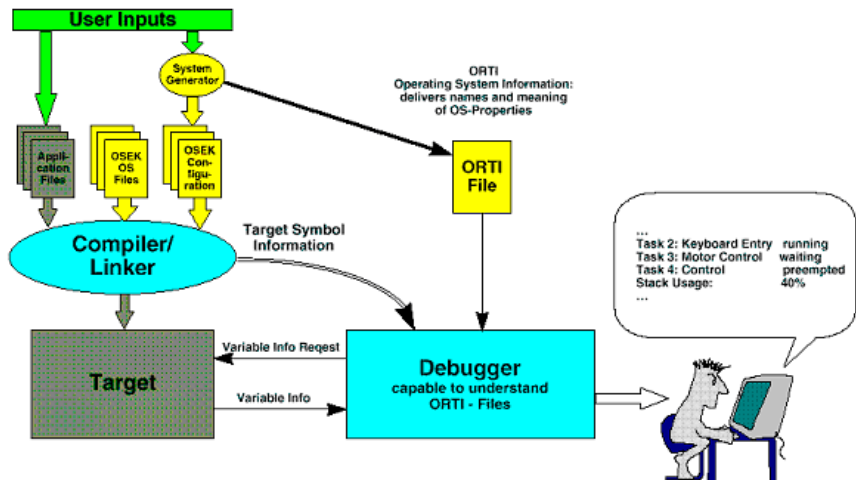 User Inputs
System
Generator
ORTI
Operating System Information:
delivers names and meaning
of OS-Properties
Appli-
cation
Files
OSEK
OS
Files
OSEK
Con-
figu-
ration
ORTI
File
Compiler/
Linker
Target Symbol
Information
...
Task 2: Keyboard Entry running
Task 3: Motor Control waiting
Task 4: Control preempted
Stack Usage: 40%
...
Target
Variable Info Reqest
Variable Info
Debugger
capable to understand
ORTI - Files